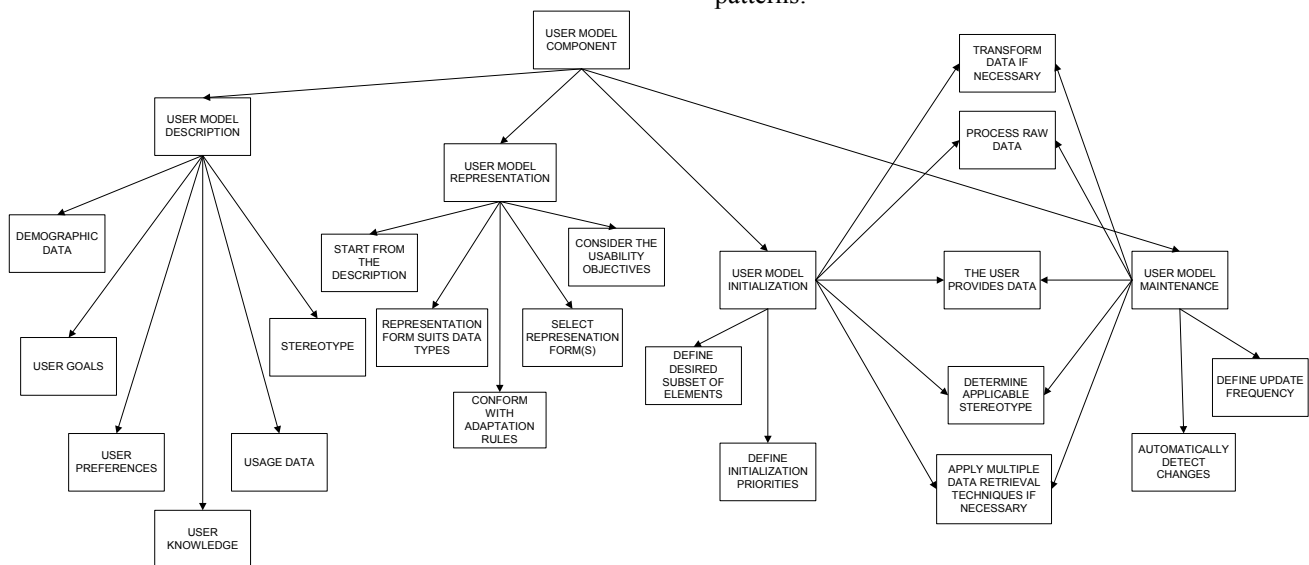 patterns.
USER MODEL
COMPONENT
USER MODEL
DESCRIPTION
DEMOGRAPHIC
DATA
USER GOALS
USER
PREFERENCES
USER
KNOWLEDGE
USAGE DATA
STEREOTYPE
USER MODEL
REPRESENTATION
START FROM
THE
DESCRIPTION
REPRESENTATION
FORM SUITS DATA
TYPES
CONFORM
WITH
ADAPTATION
RULES
SELECT
REPRESENATION
FORM(S)
CONSIDER THE
USABILITY
OBJECTIVES
USER MODEL
INITIALIZATION
DEFINE
DESIRED
SUBSET OF
ELEMENTS
DEFINE
INITIALIZATION
PRIORITIES
TRANSFORM
DATA IF
NECESSARY
PROCESS RAW
DATA
THE USER
PROVIDES DATA
DETERMINE
APPLICABLE
STEREOTYPE
APPLY MULTIPLE
DATA RETRIEVAL
TECHNIQUES IF
NECESSARY
USER MODEL
MAINTENANCE
DEFINE UPDATE
FREQUENCY
AUTOMATICALLY
DETECT
CHANGES